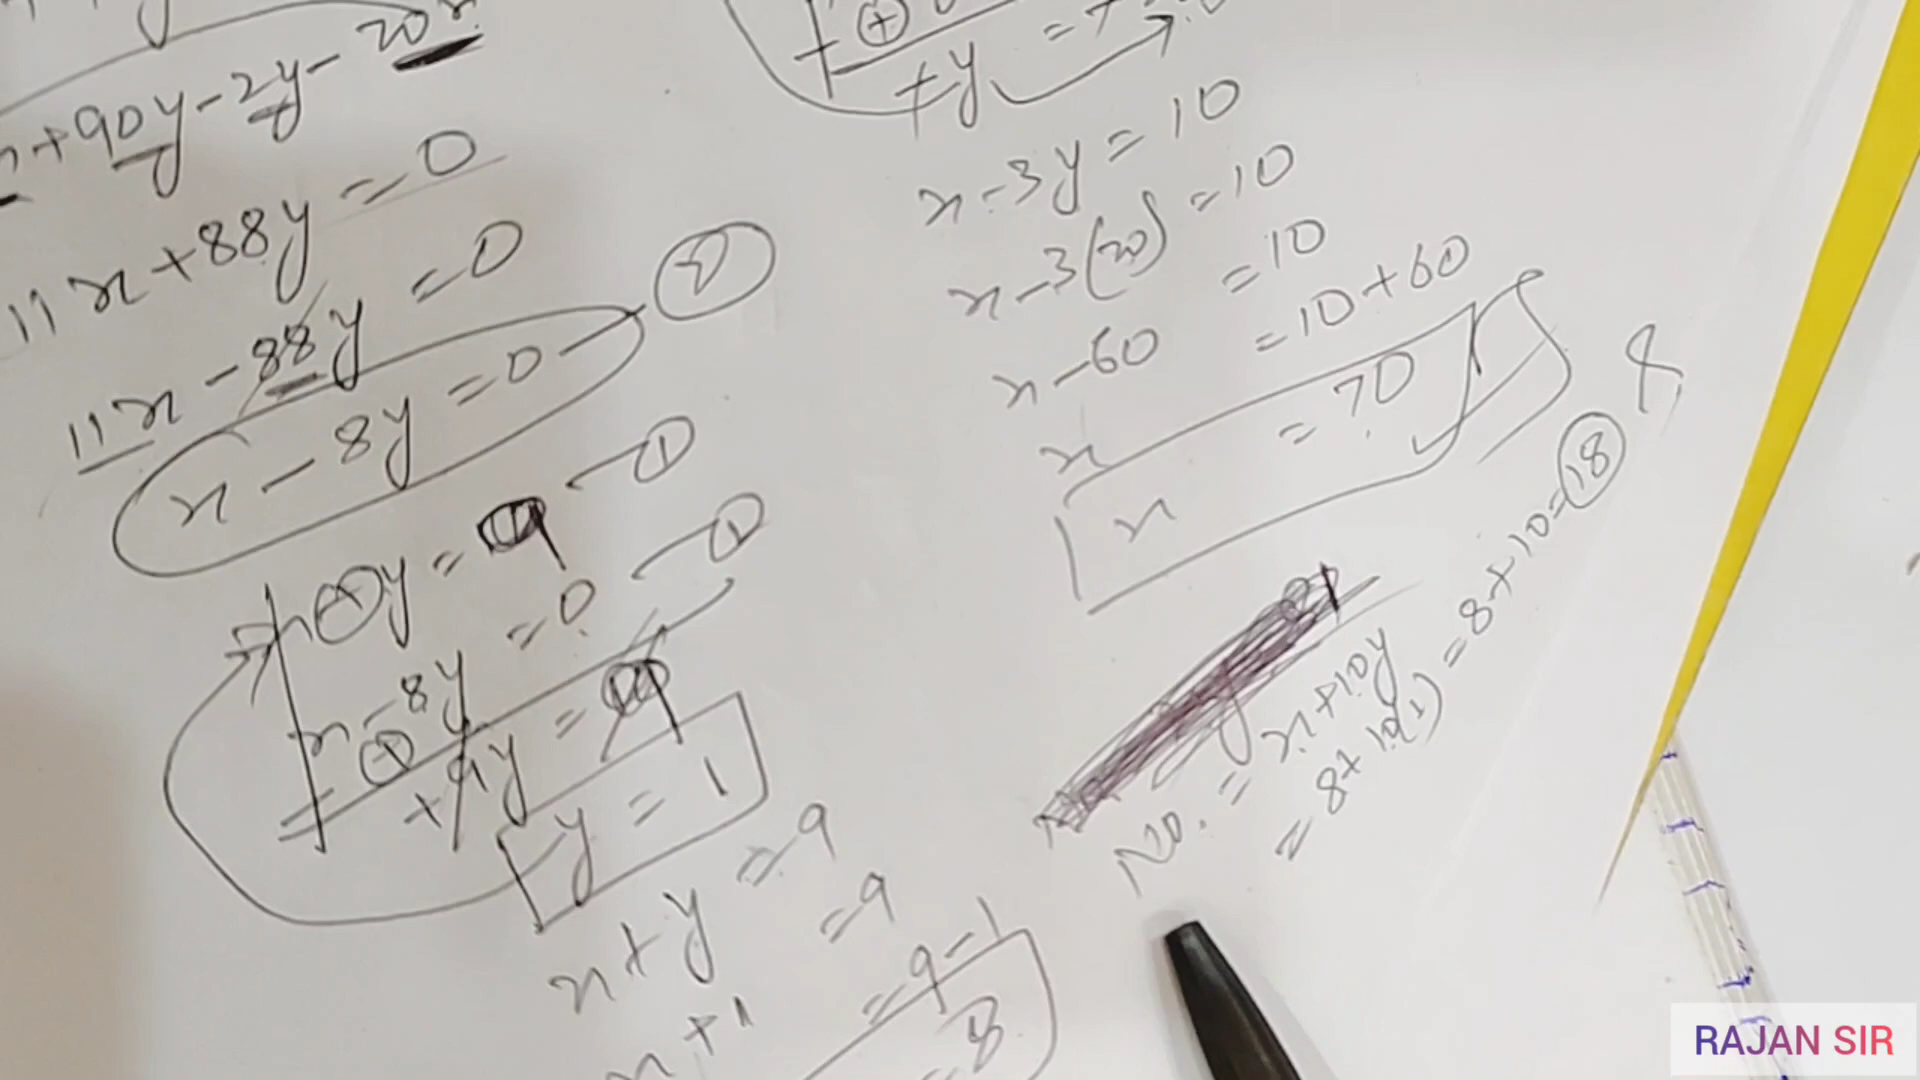 +90y-2y-20x
11x+88y=0
11x-88y=0
x-8y=0 - 2
x+y=9 - 1
x-8y=0 - 1
+9y=9
y=1
x+y=9
x+1=9
=9-1
=8
y
x-3y=10
x-3(20)=10
x-60=10
x=10+60
x=70
x
No.=x+10y
=8+10(1)=8+10=18
8
RAJAN SIR